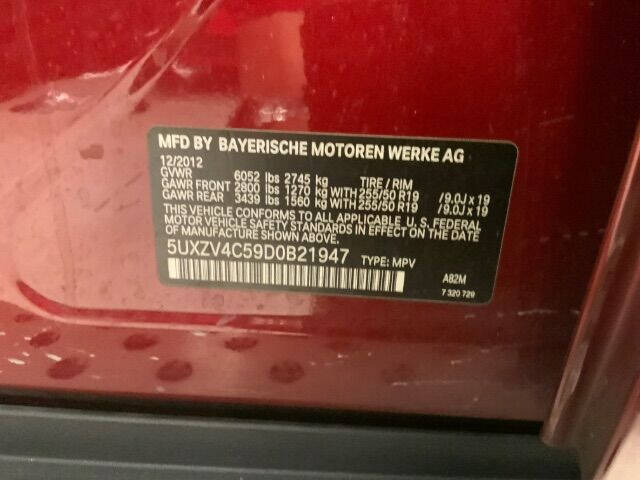 MFD BY BAYERISCHE MOTOREN WERKE AG
12/2012
GVWR 6052 lbs 2745 kg TIRE / RIM
GAWR FRONT 2800 lbs 1270 kg WITH 255/50 R19 /9.0J x 19
GAWR REAR 3439 lbs 1560 kg WITH 255/50 R19 /9.0J x 19
THIS VEHICLE CONFORMS TO ALL APPLICABLE U. S. FEDERAL
MOTOR VEHICLE SAFETY STANDARDS IN EFFECT ON THE DATE
OF MANUFACTURE SHOWN ABOVE.
5UXZV4C59D0B21947 TYPE: MPV
A82M
7 320 729